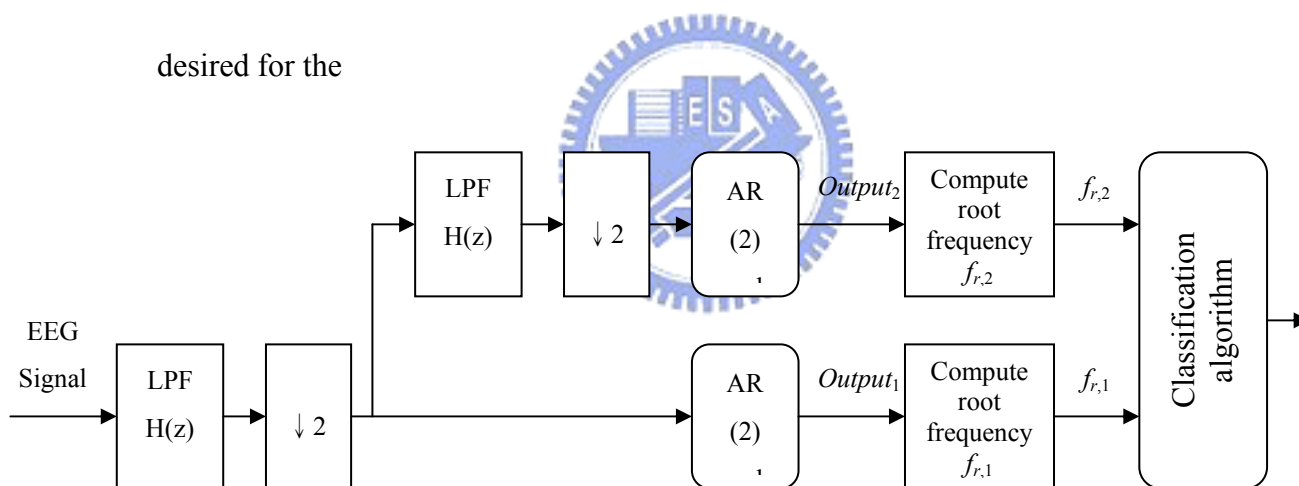 desired for the
LPF
H(z)
↓ 2
AR
(2)
Output2
Compute
root
frequency
fr,2
fr,2
Classification
algorithm
EEG
Signal
LPF
H(z)
↓ 2
AR
(2)
Output1
Compute
root
frequency
fr,1
fr,1
ESA